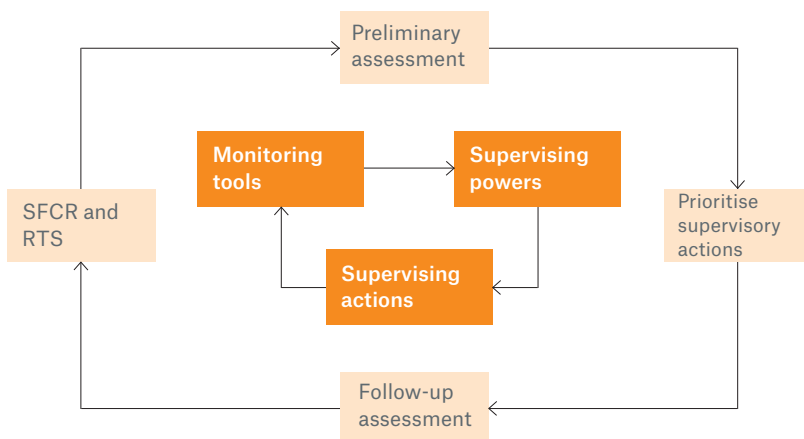 Preliminary
assessment
Monitoring
tools
Supervising
powers
SFCR and
RTS
Prioritise
supervisory
actions
Supervising
actions
Follow-up
assessment